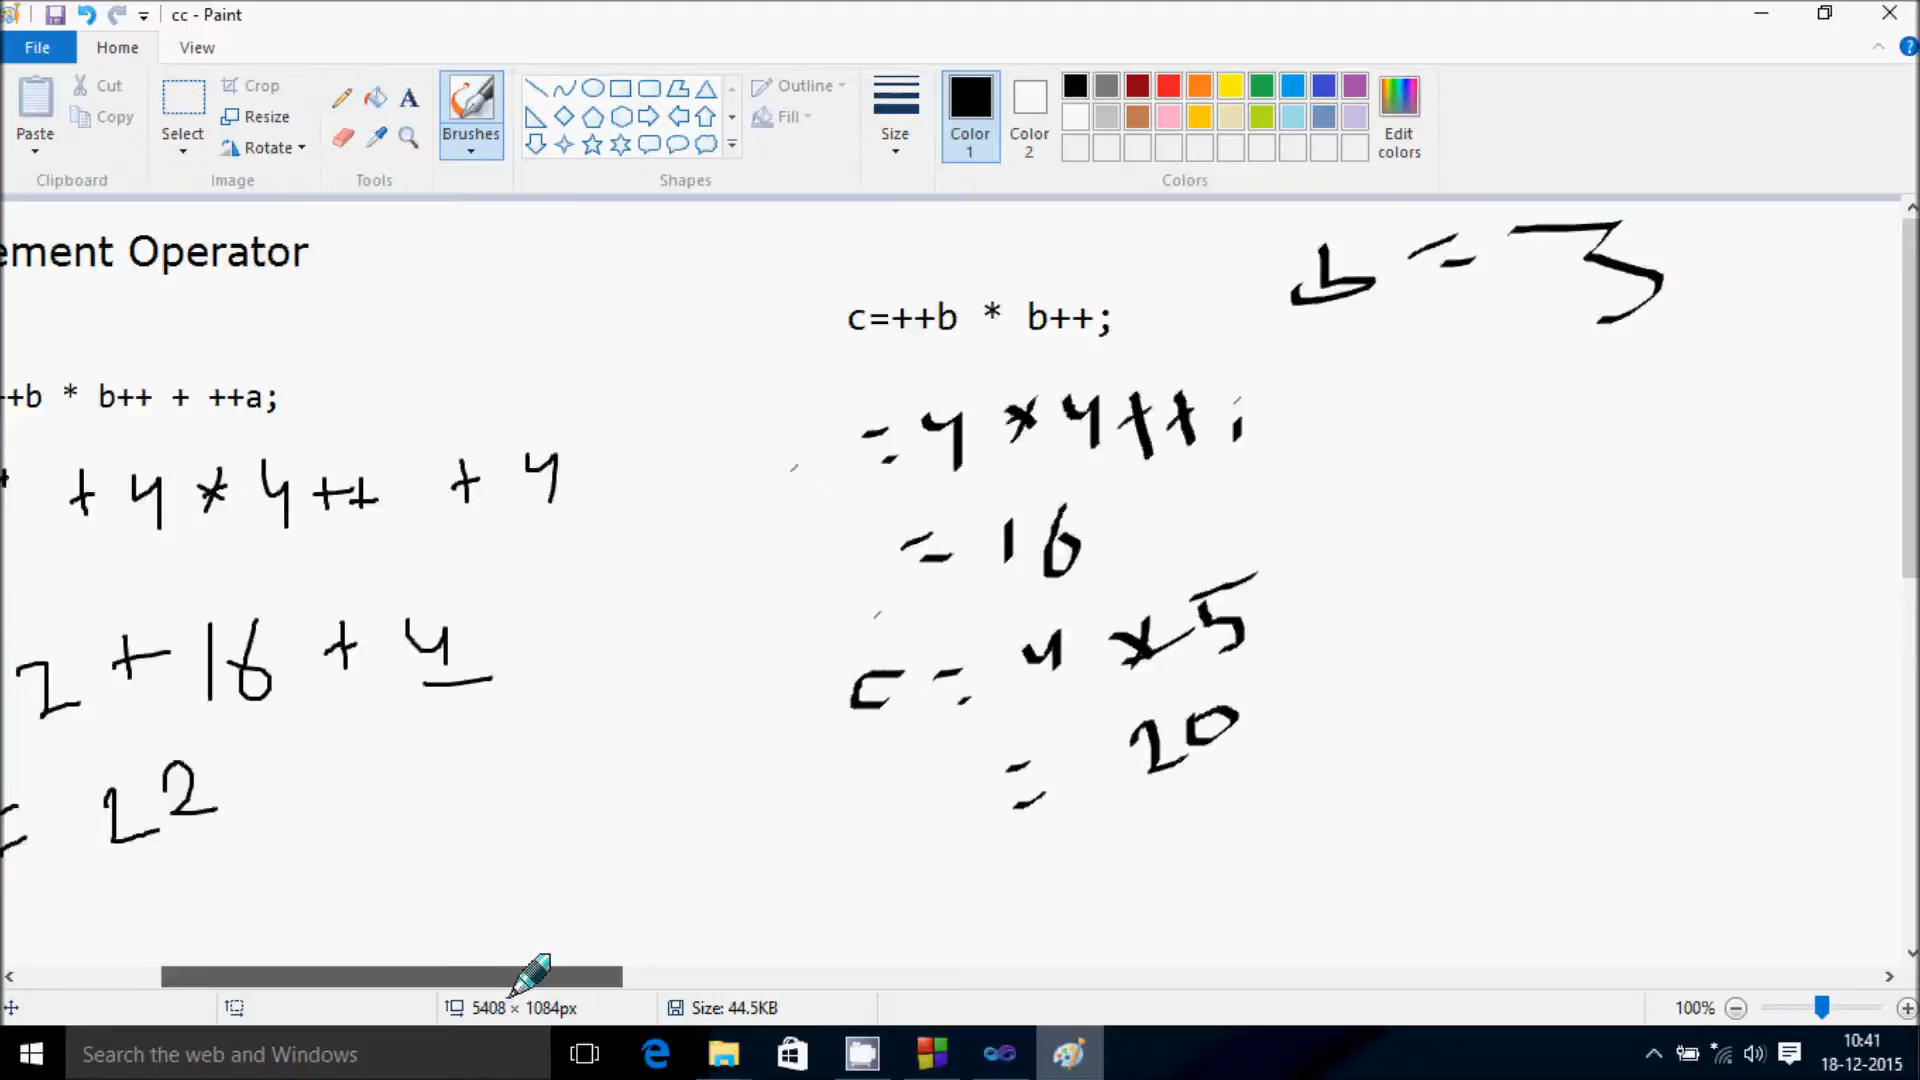 cc - Paint
File Home View
Paste
Cut
Copy
Clipboard
Select
Crop
Resize
Rotate
Image
A
Tools
Brushes
Outline
Fill
Shapes
Size
Color 1
Color 2
Edit colors
Colors
ement Operator
b = 3
c=++b * b++;
+b * b++ + ++a;
= 4 * 4++ ;
+ 4 * 4++ + 4
= 16
2 + 16 + 4
c = 4 * 5
= 20
= 22
5408 × 1084px
Size: 44.5KB
100%
Search the web and Windows
10:41
18-12-2015